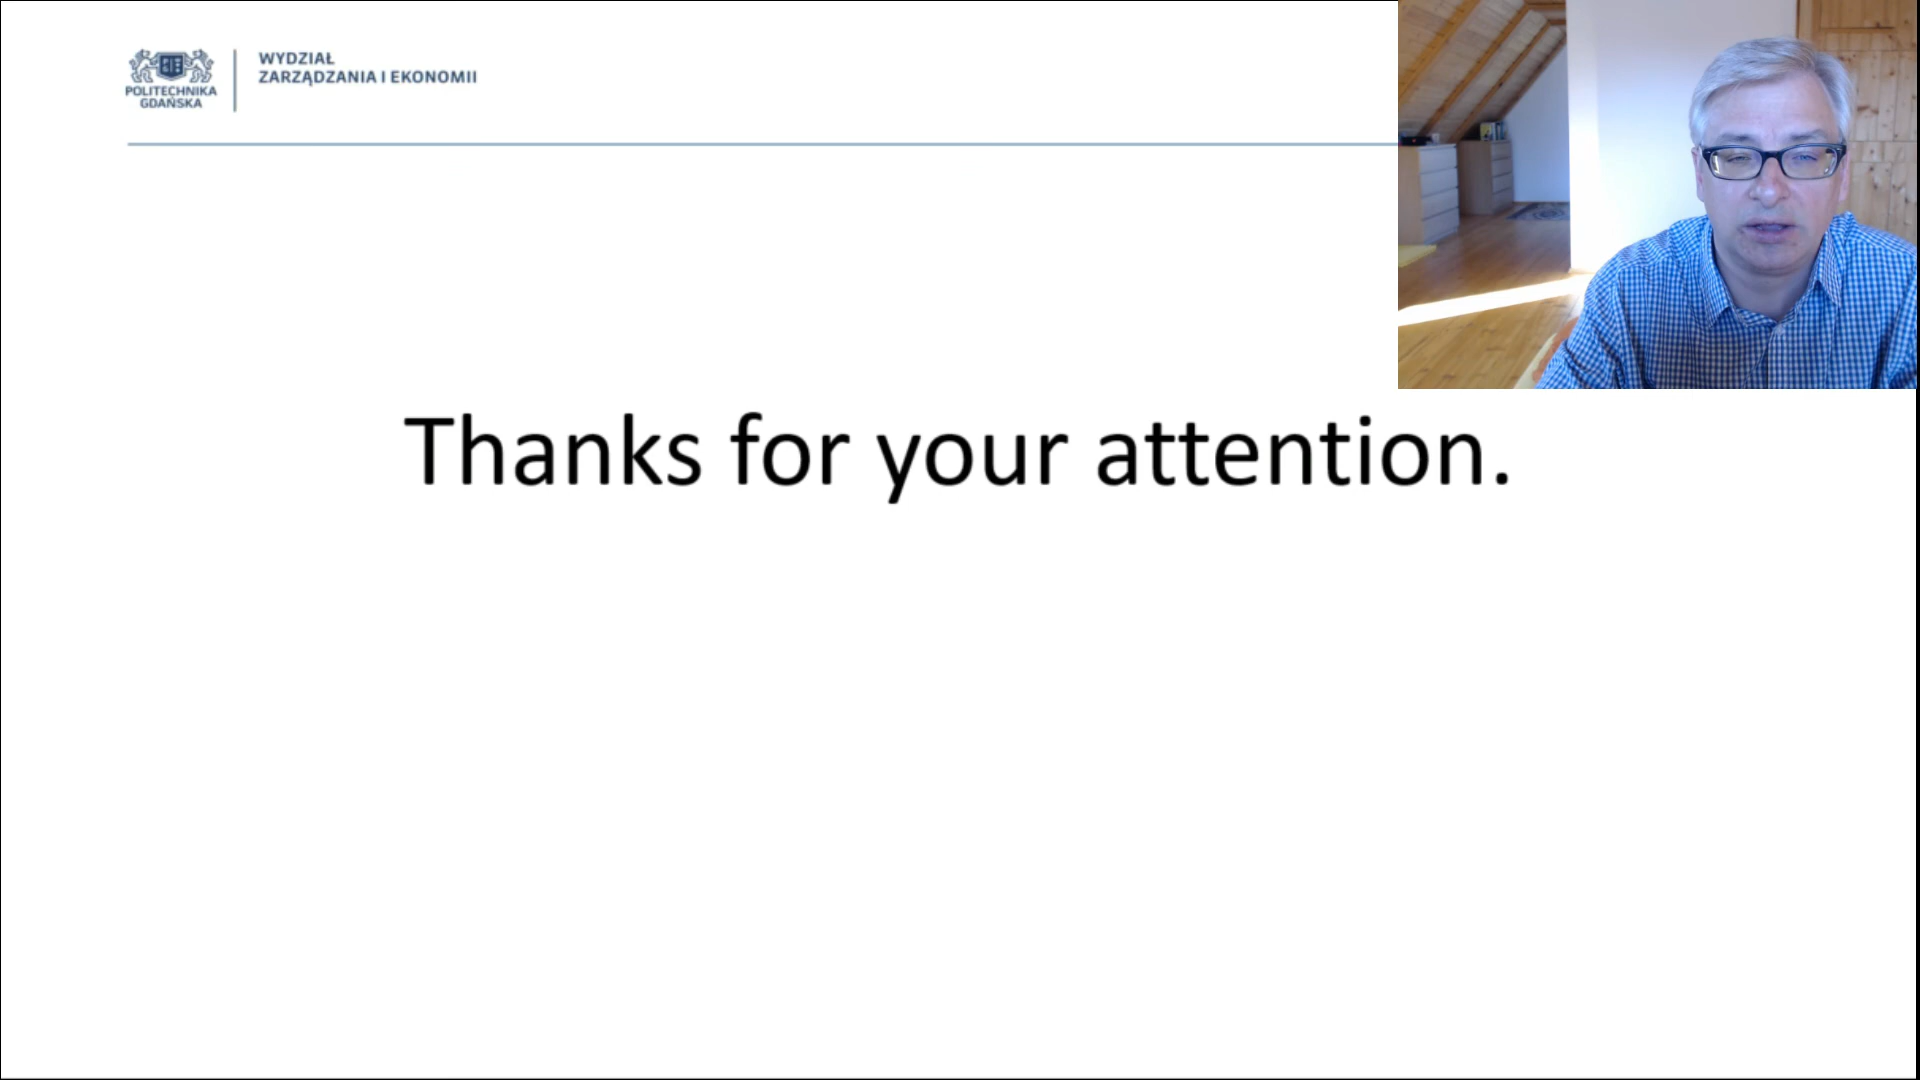 POLITECHNIKA
GDAŃSKA
WYDZIAŁ
ZARZĄDZANIA I EKONOMII
Thanks for your attention.